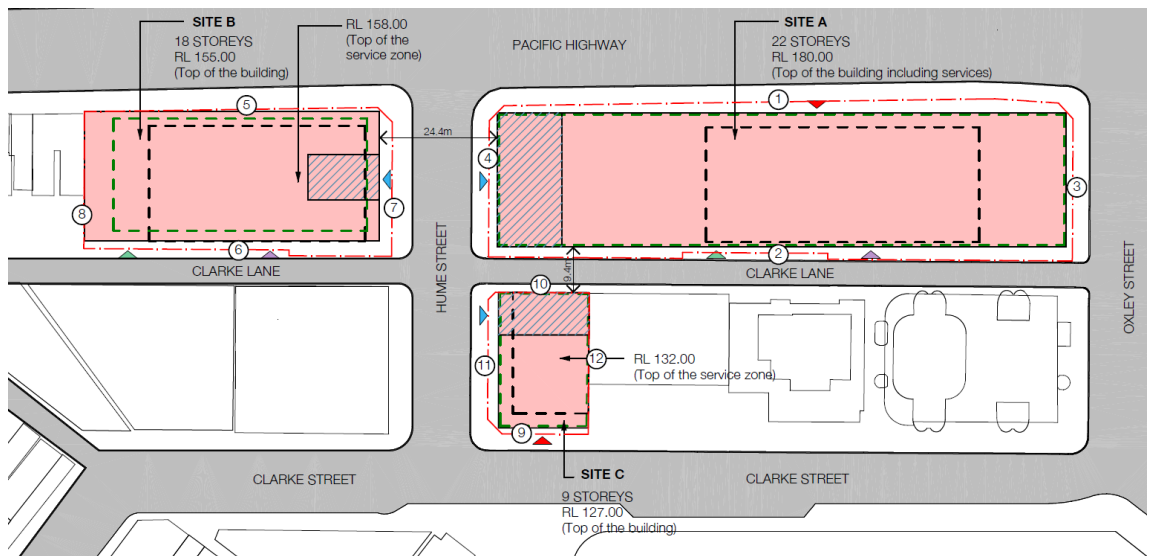 SITE B
18 STOREYS
RL 155.00
(Top of the building)
RL 158.00
(Top of the
service zone)
PACIFIC HIGHWAY
SITE A
22 STOREYS
RL 180.00
(Top of the building including services)
5
1
24.4m
4
3
7
8
6
2
CLARKE LANE
HUME STREET
9.4m
CLARKE LANE
OXLEY STREET
10
11
12
RL 132.00
(Top of the service zone)
9
CLARKE STREET
SITE C
9 STOREYS
RL 127.00
(Top of the building)
CLARKE STREET